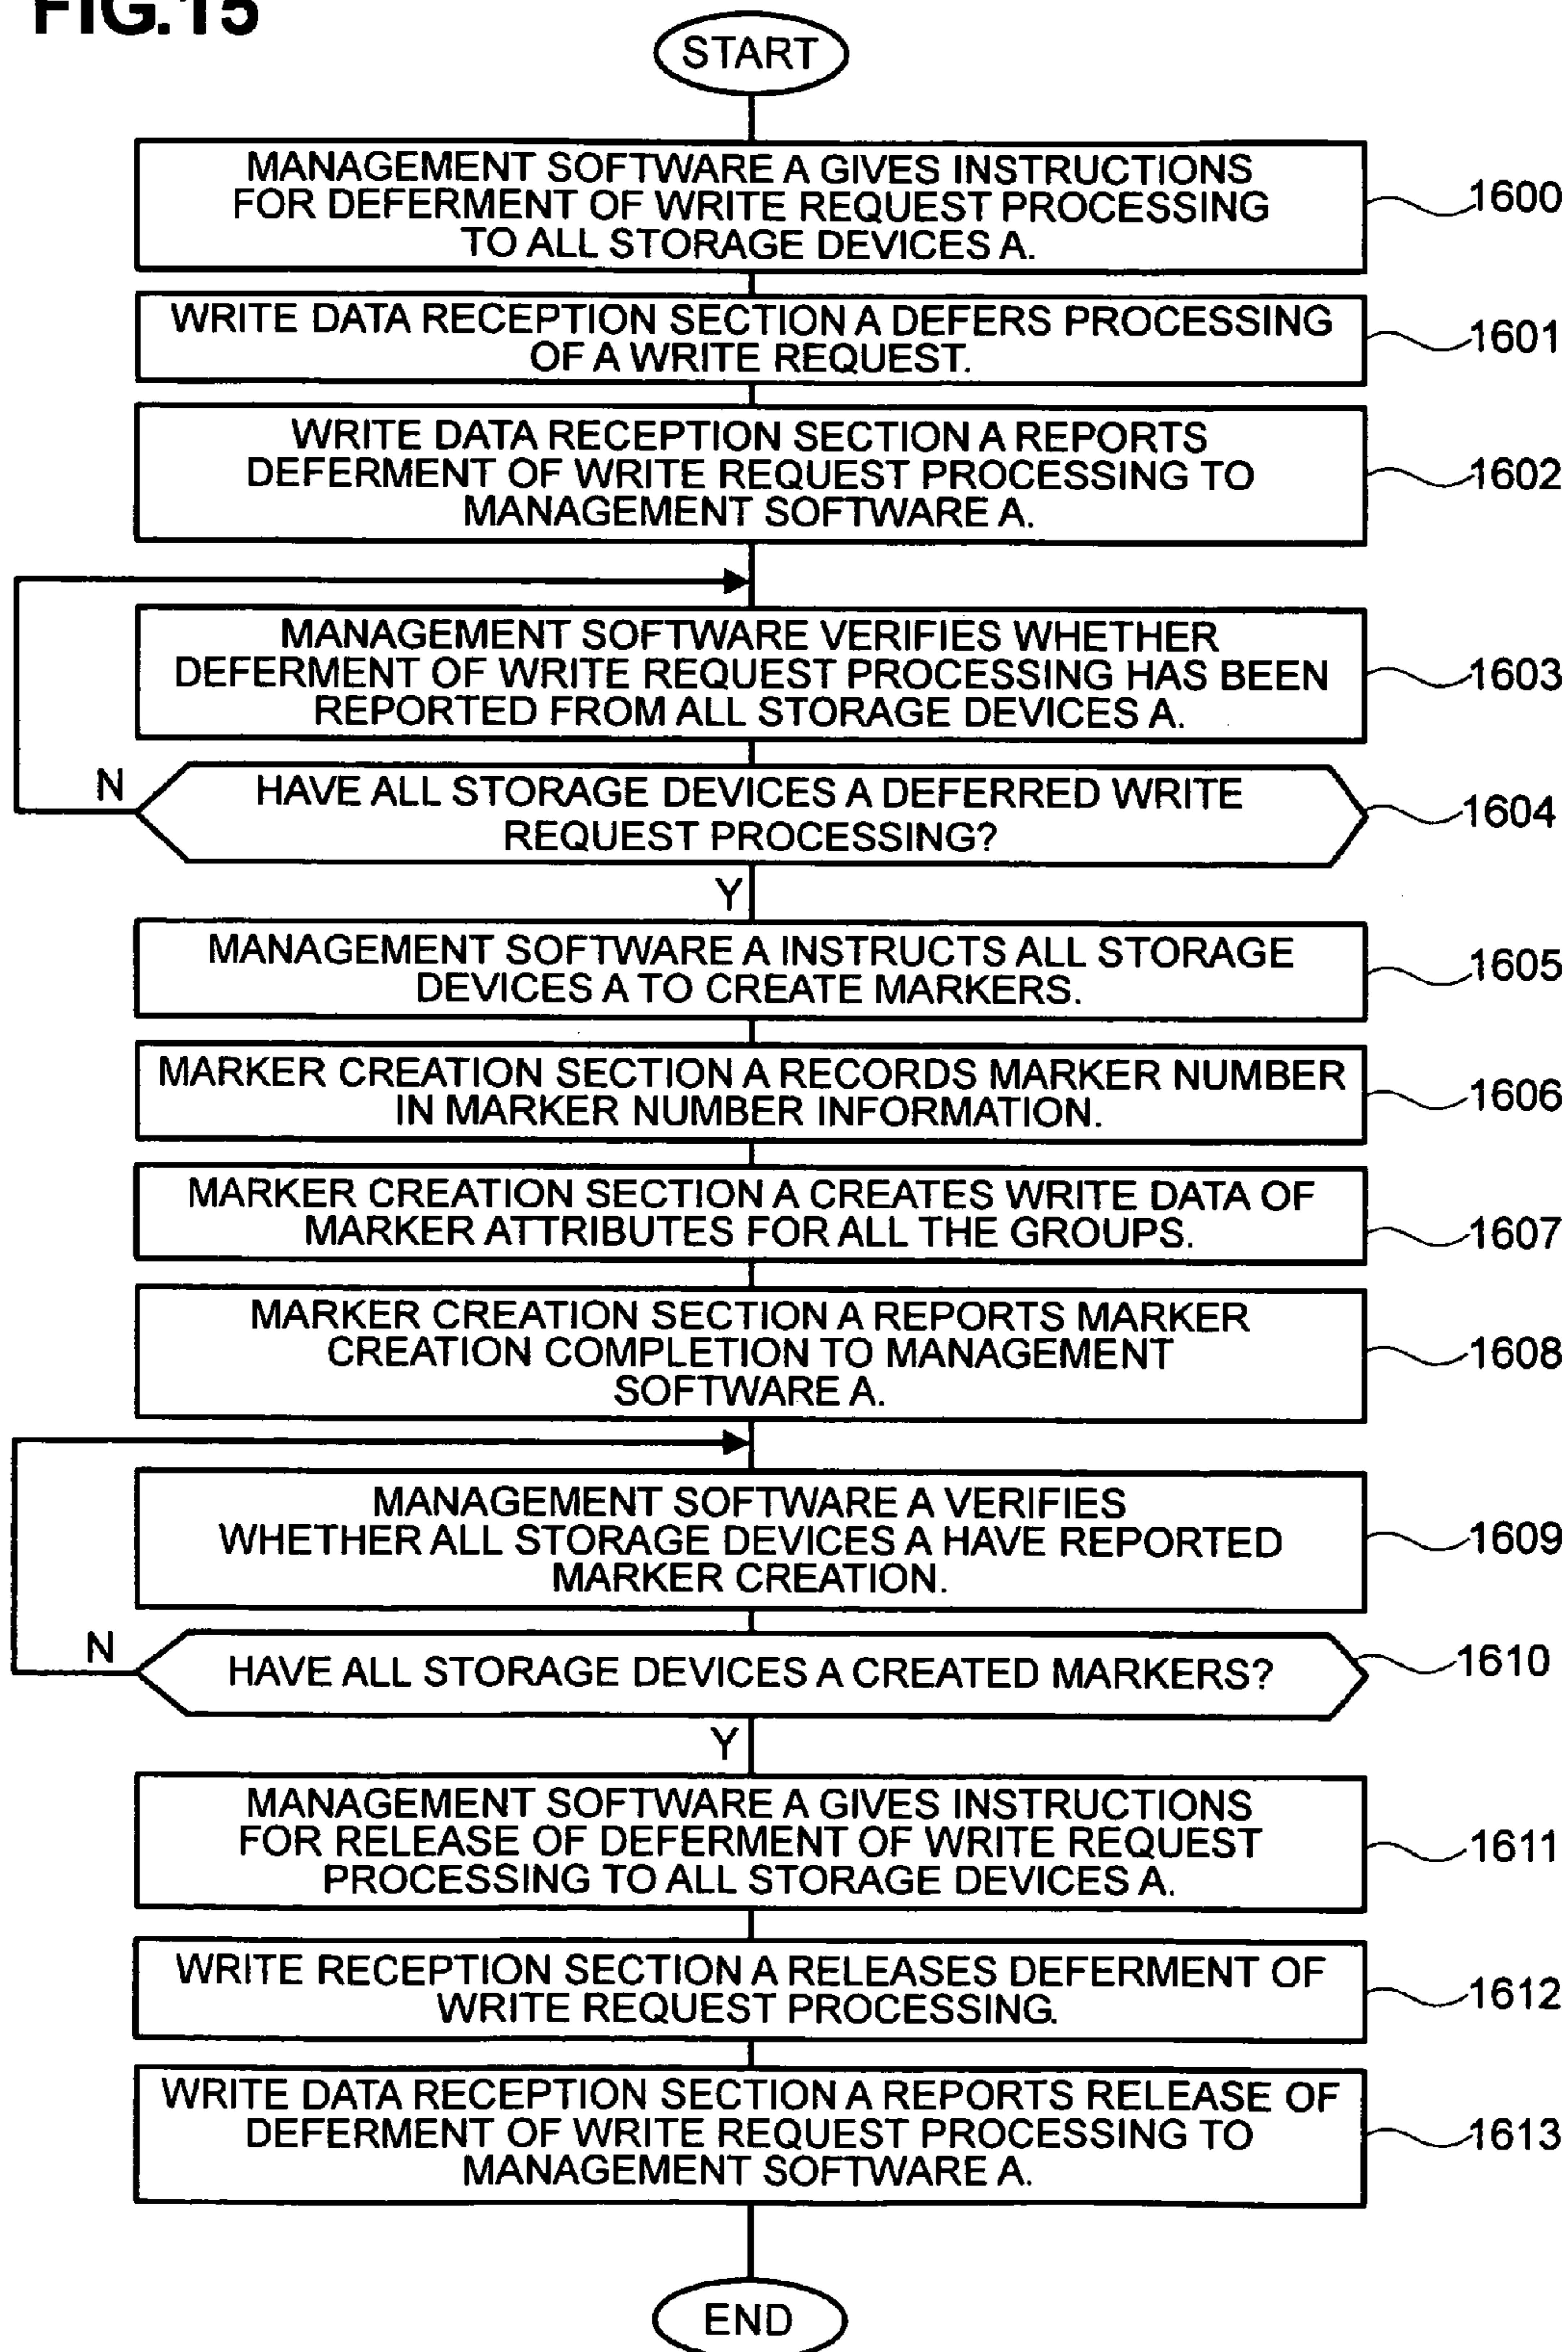 FIG.15
START
MANAGEMENT SOFTWARE A GIVES INSTRUCTIONS
FOR DEFERMENT OF WRITE REQUEST PROCESSING
TO ALL STORAGE DEVICES A.
1600
WRITE DATA RECEPTION SECTION A DEFERS PROCESSING
OF A WRITE REQUEST.
1601
WRITE DATA RECEPTION SECTION A REPORTS
DEFERMENT OF WRITE REQUEST PROCESSING TO
MANAGEMENT SOFTWARE A.
1602
MANAGEMENT SOFTWARE VERIFIES WHETHER
DEFERMENT OF WRITE REQUEST PROCESSING HAS BEEN
REPORTED FROM ALL STORAGE DEVICES A.
1603
N
HAVE ALL STORAGE DEVICES A DEFERRED WRITE
REQUEST PROCESSING?
1604
Y
MANAGEMENT SOFTWARE A INSTRUCTS ALL STORAGE
DEVICES A TO CREATE MARKERS.
1605
MARKER CREATION SECTION A RECORDS MARKER NUMBER
IN MARKER NUMBER INFORMATION.
1606
MARKER CREATION SECTION A CREATES WRITE DATA OF
MARKER ATTRIBUTES FOR ALL THE GROUPS.
1607
MARKER CREATION SECTION A REPORTS MARKER
CREATION COMPLETION TO MANAGEMENT
SOFTWARE A.
1608
MANAGEMENT SOFTWARE A VERIFIES
WHETHER ALL STORAGE DEVICES A HAVE REPORTED
MARKER CREATION.
1609
N
HAVE ALL STORAGE DEVICES A CREATED MARKERS?
1610
Y
MANAGEMENT SOFTWARE A GIVES INSTRUCTIONS
FOR RELEASE OF DEFERMENT OF WRITE REQUEST
PROCESSING TO ALL STORAGE DEVICES A.
1611
WRITE RECEPTION SECTION A RELEASES DEFERMENT OF
WRITE REQUEST PROCESSING.
1612
WRITE DATA RECEPTION SECTION A REPORTS RELEASE OF
DEFERMENT OF WRITE REQUEST PROCESSING TO
MANAGEMENT SOFTWARE A.
1613
END